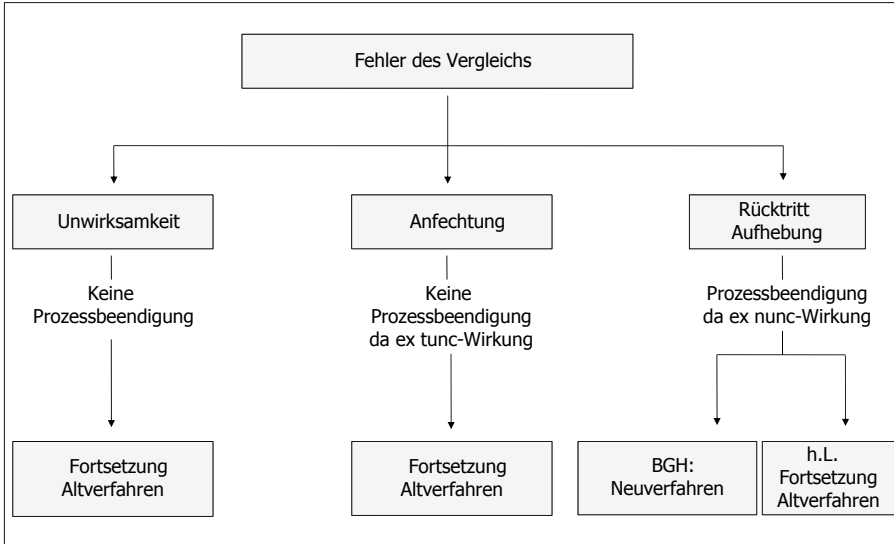 Fehler des Vergleichs
Unwirksamkeit
Anfechtung
Rücktritt
Aufhebung
Keine
Prozessbeendigung
Keine
Prozessbeendigung
da ex tunc-Wirkung
Prozessbeendigung
da ex nunc-Wirkung
Fortsetzung
Altverfahren
Fortsetzung
Altverfahren
BGH:
Neuverfahren
h.L.
Fortsetzung
Altverfahren